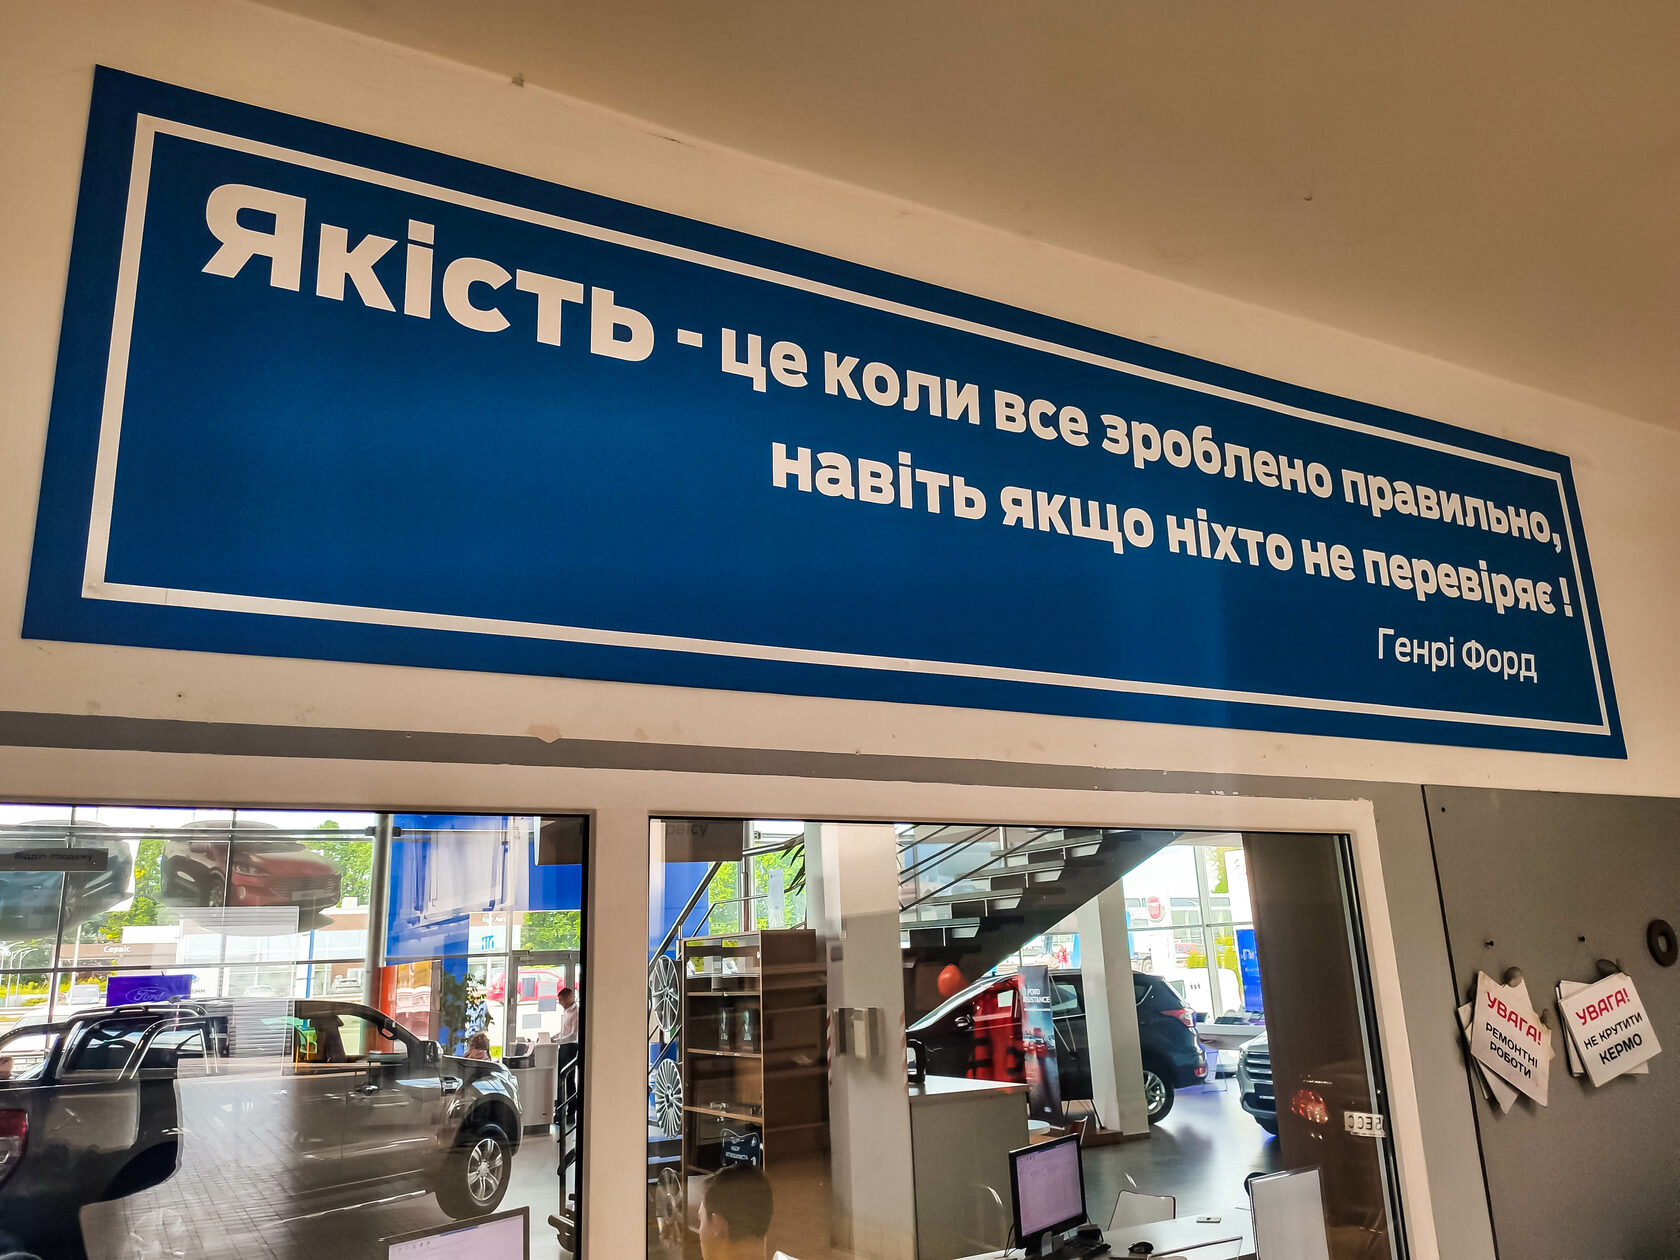 Якість - це коли все зроблено правильно,
навіть якщо ніхто не перевіряє !
Генрі Форд
Відділ продажу
Сервіс
Ford
FORD
ASSISTANCE
УВАГА!
РЕМОНТНІ
РОБОТИ
УВАГА!
НЕ КРУТИТИ
КЕРМО